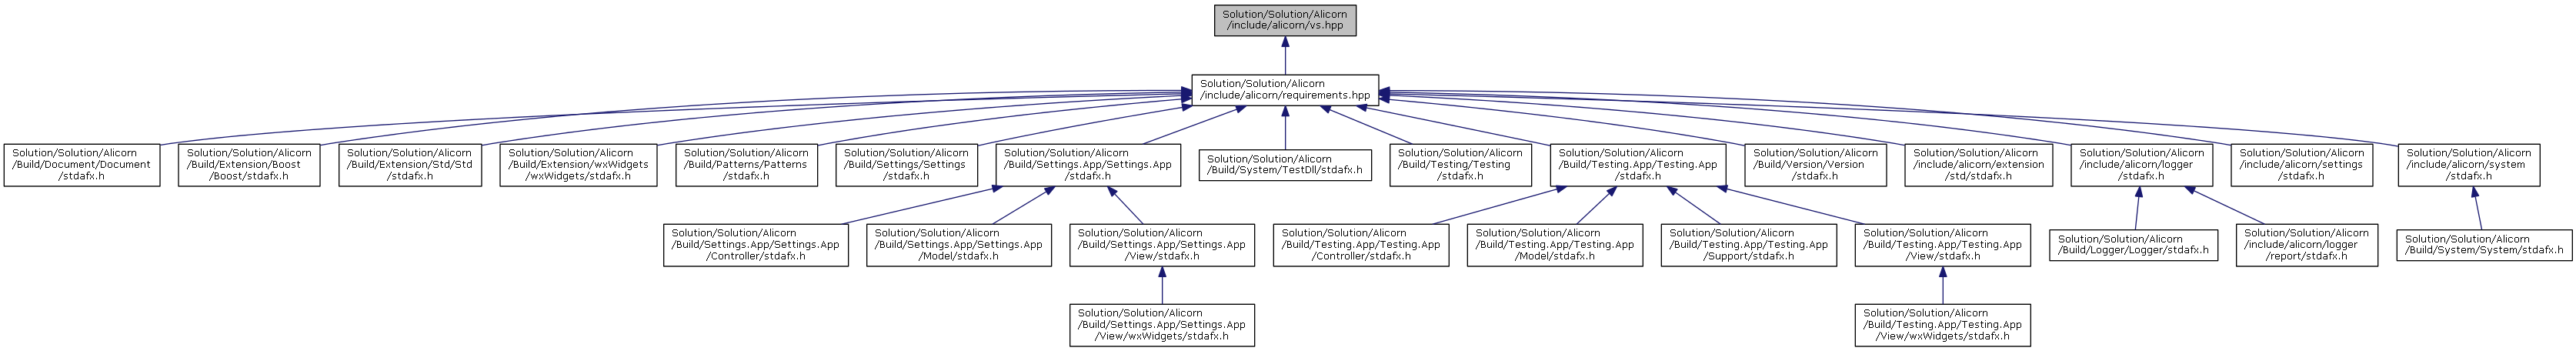 Solution/Solution/Alicorn
/include/alicorn/vs.hpp
Solution/Solution/Alicorn
/include/alicorn/requirements.hpp
Solution/Solution/Alicorn
/Build/Document/Document
/stdafx.h
Solution/Solution/Alicorn
/Build/Extension/Boost
/Boost/stdafx.h
Solution/Solution/Alicorn
/Build/Extension/Std/Std
/stdafx.h
Solution/Solution/Alicorn
/Build/Extension/wxWidgets
/wxWidgets/stdafx.h
Solution/Solution/Alicorn
/Build/Patterns/Patterns
/stdafx.h
Solution/Solution/Alicorn
/Build/Settings/Settings
/stdafx.h
Solution/Solution/Alicorn
/Build/Settings.App/Settings.App
/stdafx.h
Solution/Solution/Alicorn
/Build/System/TestDll/stdafx.h
Solution/Solution/Alicorn
/Build/Testing/Testing
/stdafx.h
Solution/Solution/Alicorn
/Build/Testing.App/Testing.App
/stdafx.h
Solution/Solution/Alicorn
/Build/Version/Version
/stdafx.h
Solution/Solution/Alicorn
/include/alicorn/extension
/std/stdafx.h
Solution/Solution/Alicorn
/include/alicorn/logger
/stdafx.h
Solution/Solution/Alicorn
/include/alicorn/settings
/stdafx.h
Solution/Solution/Alicorn
/include/alicorn/system
/stdafx.h
Solution/Solution/Alicorn
/Build/Settings.App/Settings.App
/Controller/stdafx.h
Solution/Solution/Alicorn
/Build/Settings.App/Settings.App
/Model/stdafx.h
Solution/Solution/Alicorn
/Build/Settings.App/Settings.App
/View/stdafx.h
Solution/Solution/Alicorn
/Build/Testing.App/Testing.App
/Controller/stdafx.h
Solution/Solution/Alicorn
/Build/Testing.App/Testing.App
/Model/stdafx.h
Solution/Solution/Alicorn
/Build/Testing.App/Testing.App
/Support/stdafx.h
Solution/Solution/Alicorn
/Build/Testing.App/Testing.App
/View/stdafx.h
Solution/Solution/Alicorn
/Build/Logger/Logger/stdafx.h
Solution/Solution/Alicorn
/include/alicorn/logger
/report/stdafx.h
Solution/Solution/Alicorn
/Build/System/System/stdafx.h
Solution/Solution/Alicorn
/Build/Settings.App/Settings.App
/View/wxWidgets/stdafx.h
Solution/Solution/Alicorn
/Build/Testing.App/Testing.App
/View/wxWidgets/stdafx.h